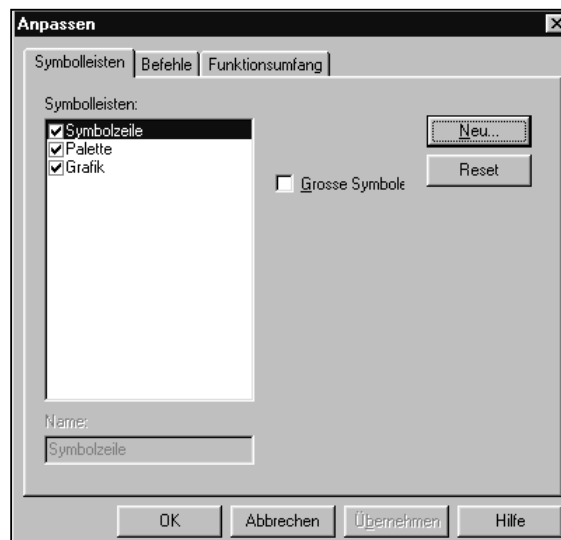 Anpassen
Symbolleisten Befehle Funktionsumfang
Symbolleisten:
Symbolzeile
Palette
Grafik
Neu...
Reset
Grosse Symbole
Name:
Symbolzeile
OK Abbrechen Übernehmen Hilfe